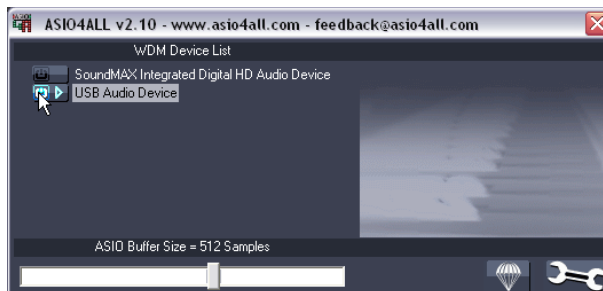 ASIO4ALL v2.10 - www.asio4all.com - feedback@asio4all.com
WDM Device List
SoundMAX Integrated Digital HD Audio Device
USB Audio Device
ASIO Buffer Size = 512 Samples